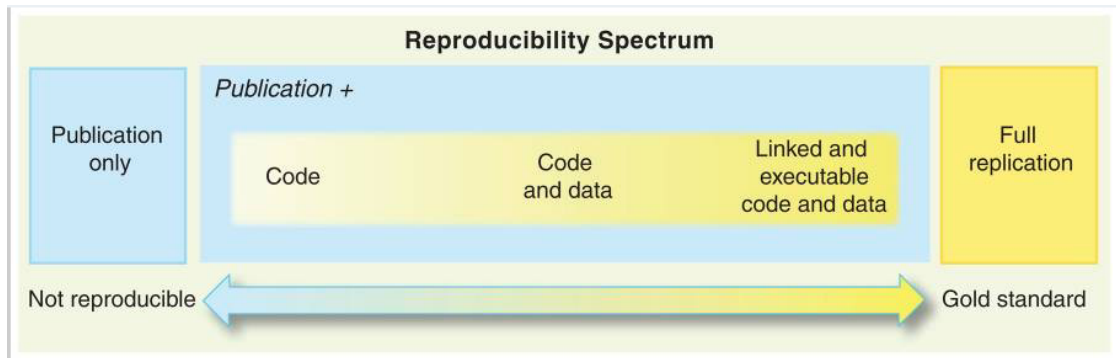 Reproducibility Spectrum
Publication +
Publication
only
Code
Code
and data
Linked and
executable
code and data
Full
replication
Not reproducible
Gold standard